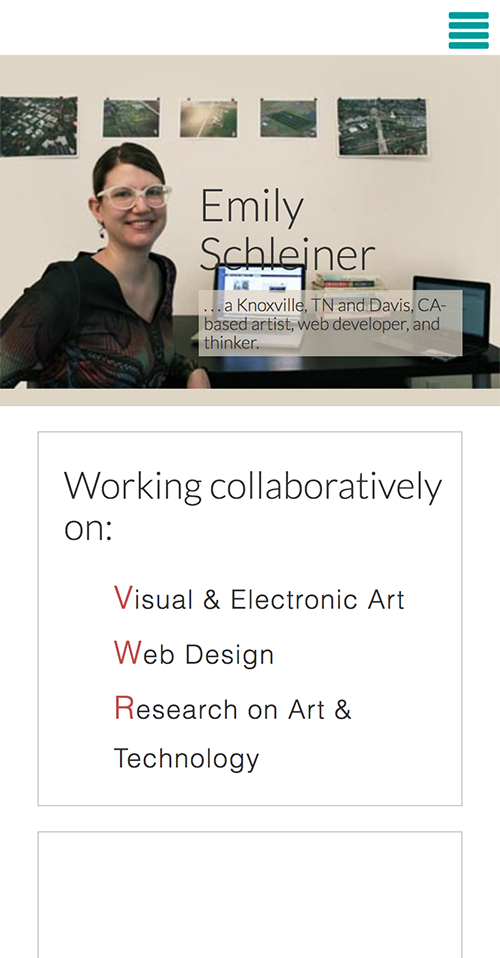 Emily
Schleiner
. . . a Knoxville, TN and Davis, CA-
based artist, web developer, and
thinker.
Working collaboratively
on:
Visual & Electronic Art
Web Design
Research on Art &
Technology